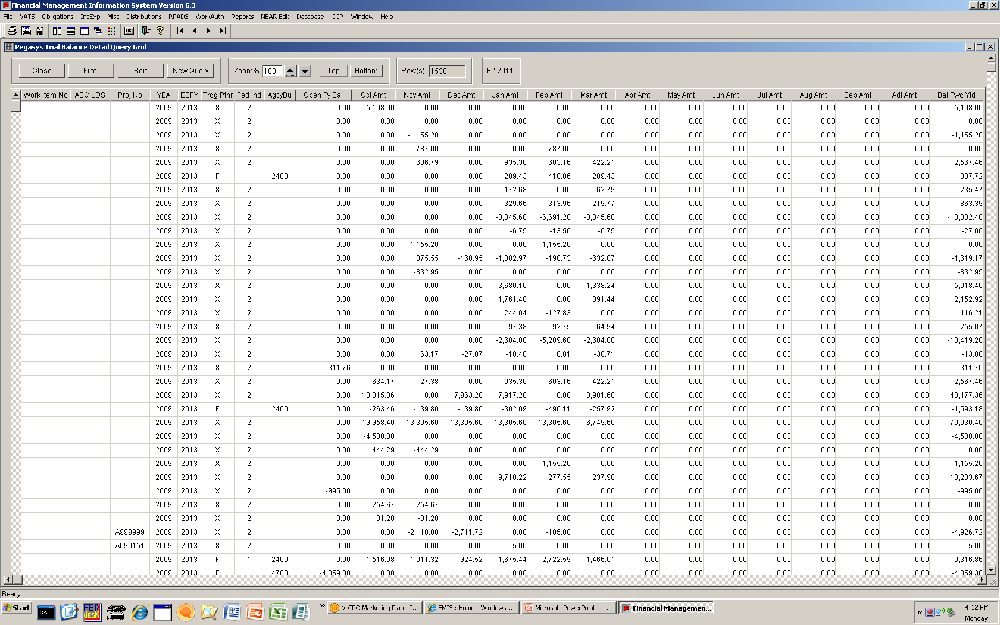 Financial Management Information System Version 6.3
File VATS Obligations IncExp Misc Distributions RPADS WorkAuth Reports NEAR Edit Database CCR Window Help
OK
Pegasys Trial Balance Detail Query Grid
Close Filter Sort New Query Zoom% 100 Top Bottom Row(s) 1530 FY 2011
Work Item No ABC LDS Proj No YBA EBFY Trdg Ptnr Fed Ind AgcyBu Open Fy Bal Oct Amt Nov Amt Dec Amt Jan Amt Feb Amt Mar Amt Apr Amt May Amt Jun Amt Jul Amt Aug Amt Sep Amt Adj Amt Bal Fwd Ytd
2009 2013 X 2 0.00 -5,108.00 0.00 0.00 0.00 0.00 0.00 0.00 0.00 0.00 0.00 0.00 0.00 0.00 -5,108.00
2009 2013 X 2 0.00 0.00 0.00 0.00 0.00 0.00 0.00 0.00 0.00 0.00 0.00 0.00 0.00 0.00 0.00
2009 2013 X 2 0.00 0.00 -1,155.20 0.00 0.00 0.00 0.00 0.00 0.00 0.00 0.00 0.00 0.00 0.00 -1,155.20
2009 2013 X 2 0.00 0.00 787.00 0.00 0.00 -787.00 0.00 0.00 0.00 0.00 0.00 0.00 0.00 0.00 0.00
2009 2013 X 2 0.00 0.00 606.79 0.00 935.30 603.16 422.21 0.00 0.00 0.00 0.00 0.00 0.00 0.00 2,567.46
2009 2013 F 1 2400 0.00 0.00 0.00 0.00 209.43 418.86 209.43 0.00 0.00 0.00 0.00 0.00 0.00 0.00 837.72
2009 2013 X 2 0.00 0.00 0.00 0.00 -172.68 0.00 -62.79 0.00 0.00 0.00 0.00 0.00 0.00 0.00 -235.47
2009 2013 X 2 0.00 0.00 0.00 0.00 329.66 313.96 219.77 0.00 0.00 0.00 0.00 0.00 0.00 0.00 863.39
2009 2013 X 2 0.00 0.00 0.00 0.00 -3,345.60 -6,691.20 -3,345.60 0.00 0.00 0.00 0.00 0.00 0.00 0.00 -13,382.40
2009 2013 X 2 0.00 0.00 0.00 0.00 -6.75 -13.50 -6.75 0.00 0.00 0.00 0.00 0.00 0.00 0.00 -27.00
2009 2013 X 2 0.00 0.00 1,155.20 0.00 0.00 -1,155.20 0.00 0.00 0.00 0.00 0.00 0.00 0.00 0.00 0.00
2009 2013 X 2 0.00 0.00 375.55 -160.95 -1,002.97 -198.73 -632.07 0.00 0.00 0.00 0.00 0.00 0.00 0.00 -1,619.17
2009 2013 X 2 0.00 0.00 -832.95 0.00 0.00 0.00 0.00 0.00 0.00 0.00 0.00 0.00 0.00 0.00 -832.95
2009 2013 X 2 0.00 0.00 0.00 0.00 -3,680.16 0.00 -1,338.24 0.00 0.00 0.00 0.00 0.00 0.00 0.00 -5,018.40
2009 2013 X 2 0.00 0.00 0.00 0.00 1,761.48 0.00 391.44 0.00 0.00 0.00 0.00 0.00 0.00 0.00 2,152.92
2009 2013 X 2 0.00 0.00 0.00 0.00 244.04 -127.83 0.00 0.00 0.00 0.00 0.00 0.00 0.00 0.00 116.21
2009 2013 X 2 0.00 0.00 0.00 0.00 97.38 92.75 64.94 0.00 0.00 0.00 0.00 0.00 0.00 0.00 255.07
2009 2013 X 2 0.00 0.00 0.00 0.00 -2,604.80 -5,209.60 -2,604.80 0.00 0.00 0.00 0.00 0.00 0.00 0.00 -10,419.20
2009 2013 X 2 0.00 0.00 63.17 -27.07 -10.40 0.01 -38.71 0.00 0.00 0.00 0.00 0.00 0.00 0.00 -13.00
2009 2013 X 2 311.76 0.00 0.00 0.00 0.00 0.00 0.00 0.00 0.00 0.00 0.00 0.00 0.00 0.00 311.76
2009 2013 X 2 0.00 634.17 -27.38 0.00 935.30 603.16 422.21 0.00 0.00 0.00 0.00 0.00 0.00 0.00 2,567.46
2009 2013 X 2 0.00 18,315.36 0.00 7,963.20 17,917.20 0.00 3,981.60 0.00 0.00 0.00 0.00 0.00 0.00 0.00 48,177.36
2009 2013 F 1 2400 0.00 -263.46 -139.80 -139.80 -302.09 -490.11 -257.92 0.00 0.00 0.00 0.00 0.00 0.00 0.00 -1,593.18
2009 2013 X 2 0.00 -19,958.40 -13,305.60 -13,305.60 -13,305.60 -13,305.60 -6,749.60 0.00 0.00 0.00 0.00 0.00 0.00 0.00 -79,930.40
2009 2013 X 2 0.00 -4,500.00 0.00 0.00 0.00 0.00 0.00 0.00 0.00 0.00 0.00 0.00 0.00 0.00 -4,500.00
2009 2013 X 2 0.00 444.29 -444.29 0.00 0.00 0.00 0.00 0.00 0.00 0.00 0.00 0.00 0.00 0.00 0.00
2009 2013 X 2 0.00 0.00 0.00 0.00 0.00 1,155.20 0.00 0.00 0.00 0.00 0.00 0.00 0.00 0.00 1,155.20
2009 2013 X 2 0.00 0.00 0.00 0.00 9,718.22 277.55 237.90 0.00 0.00 0.00 0.00 0.00 0.00 0.00 10,233.67
2009 2013 X 2 -995.00 0.00 0.00 0.00 0.00 0.00 0.00 0.00 0.00 0.00 0.00 0.00 0.00 0.00 -995.00
2009 2013 X 2 0.00 254.67 -254.67 0.00 0.00 0.00 0.00 0.00 0.00 0.00 0.00 0.00 0.00 0.00 0.00
2009 2013 X 2 0.00 81.20 -81.20 0.00 0.00 0.00 0.00 0.00 0.00 0.00 0.00 0.00 0.00 0.00 0.00
A999999 2009 2013 X 2 0.00 0.00 -2,110.00 -2,711.72 0.00 -105.00 0.00 0.00 0.00 0.00 0.00 0.00 0.00 0.00 -4,926.72
A090151 2009 2013 X 2 0.00 0.00 0.00 0.00 -5.00 0.00 0.00 0.00 0.00 0.00 0.00 0.00 0.00 0.00 -5.00
2009 2013 F 1 2400 0.00 -1,516.98 -1,011.32 -924.52 -1,675.44 -2,722.59 -1,466.01 0.00 0.00 0.00 0.00 0.00 0.00 0.00 -9,316.86
2009 2013 F 1 4700 -4,359.30 0.00 0.00 0.00 0.00 0.00 0.00 0.00 0.00 0.00 0.00 0.00 0.00 0.00 -4,359.30
Ready
Start C:\_ FED desk » > CPO Marketing Plan - I... FMIS : Home - Windows ... Microsoft PowerPoint - [... Financial Managemen... « 4:12 PM
Monday